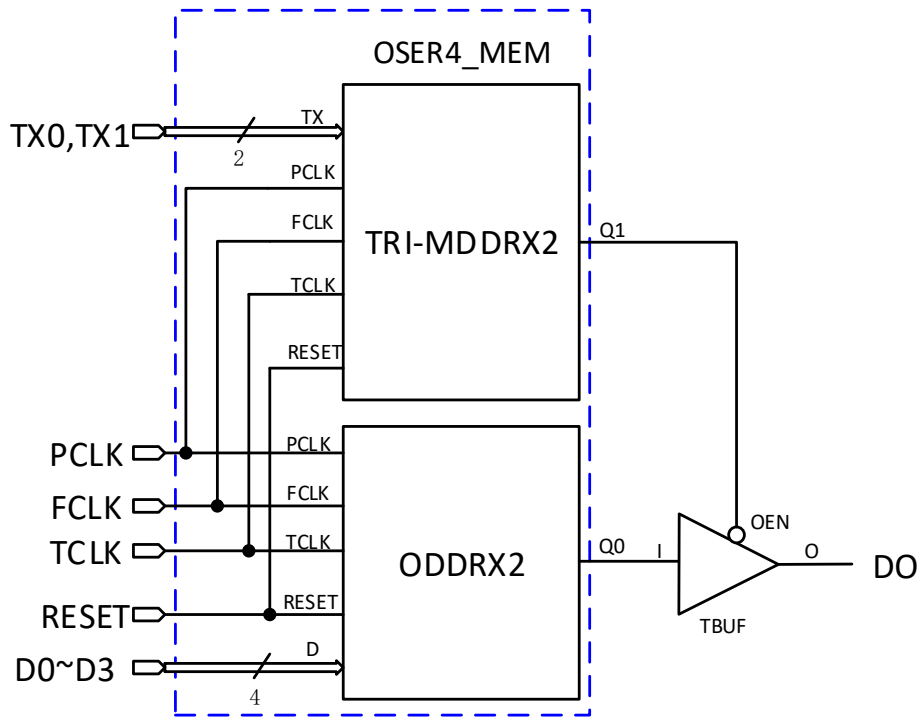 OSER4_MEM
TX0,TX1
TX
2
PCLK
FCLK
TRI-MDDRX2
Q1
TCLK
RESET
PCLK
PCLK
FCLK
FCLK
OEN
TCLK
TCLK
ODDRX2
Q0
I
O
DO
RESET
RESET
TBUF
D0~D3
D
4